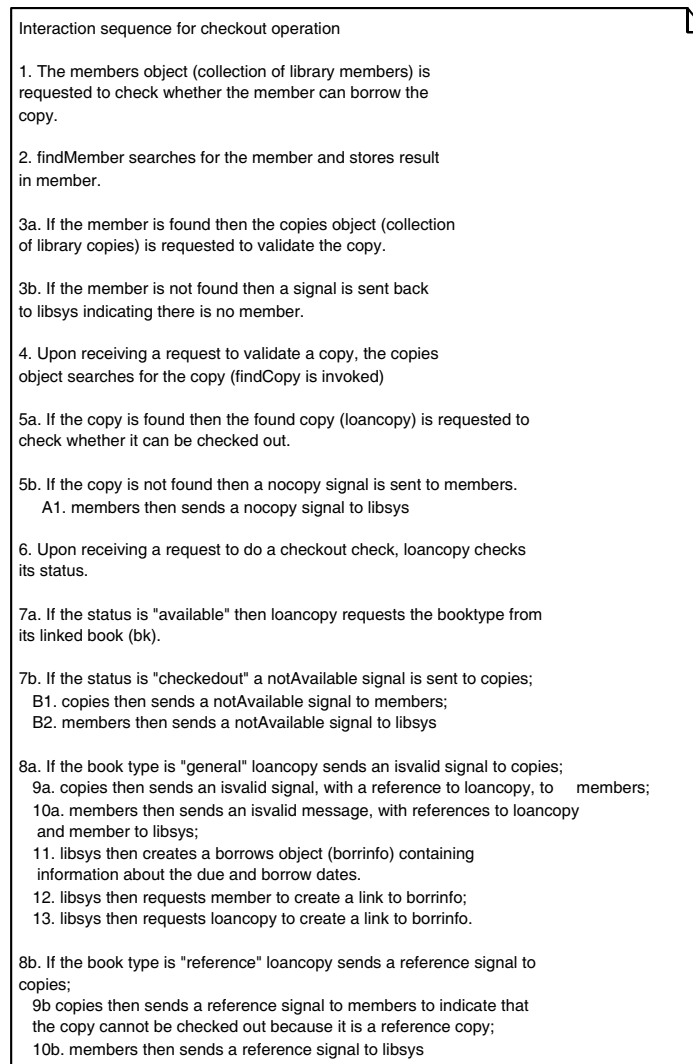 Interaction sequence for checkout operation
1. The members object (collection of library members) is
requested to check whether the member can borrow the
copy.
2. findMember searches for the member and stores result
in member.
3a. If the member is found then the copies object (collection
of library copies) is requested to validate the copy.
3b. If the member is not found then a signal is sent back
to libsys indicating there is no member.
4. Upon receiving a request to validate a copy, the copies
object searches for the copy (findCopy is invoked)
5a. If the copy is found then the found copy (loancopy) is requested to
check whether it can be checked out.
5b. If the copy is not found then a nocopy signal is sent to members.
A1. members then sends a nocopy signal to libsys
6. Upon receiving a request to do a checkout check, loancopy checks
its status.
7a. If the status is "available" then loancopy requests the booktype from
its linked book (bk).
7b. If the status is "checkedout" a notAvailable signal is sent to copies;
B1. copies then sends a notAvailable signal to members;
B2. members then sends a notAvailable signal to libsys
8a. If the book type is "general" loancopy sends an isvalid signal to copies;
9a. copies then sends an isvalid signal, with a reference to loancopy, to members;
10a. members then sends an isvalid message, with references to loancopy
and member to libsys;
11. libsys then creates a borrows object (borrinfo) containing
information about the due and borrow dates.
12. libsys then requests member to create a link to borrinfo;
13. libsys then requests loancopy to create a link to borrinfo.
8b. If the book type is "reference" loancopy sends a reference signal to
copies;
9b copies then sends a reference signal to members to indicate that
the copy cannot be checked out because it is a reference copy;
10b. members then sends a reference signal to libsys